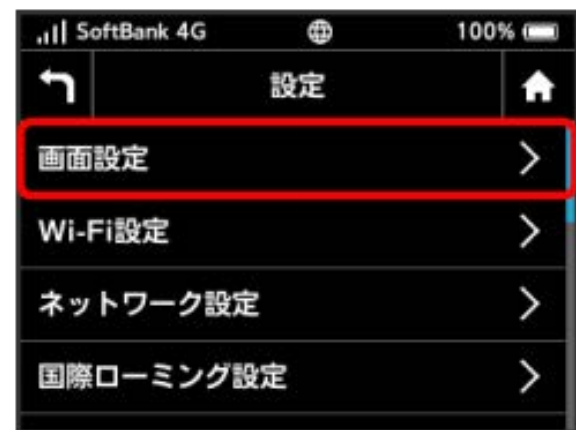 SoftBank 4G 100%
設定
画面設定
Wi-Fi設定
ネットワーク設定
国際ローミング設定